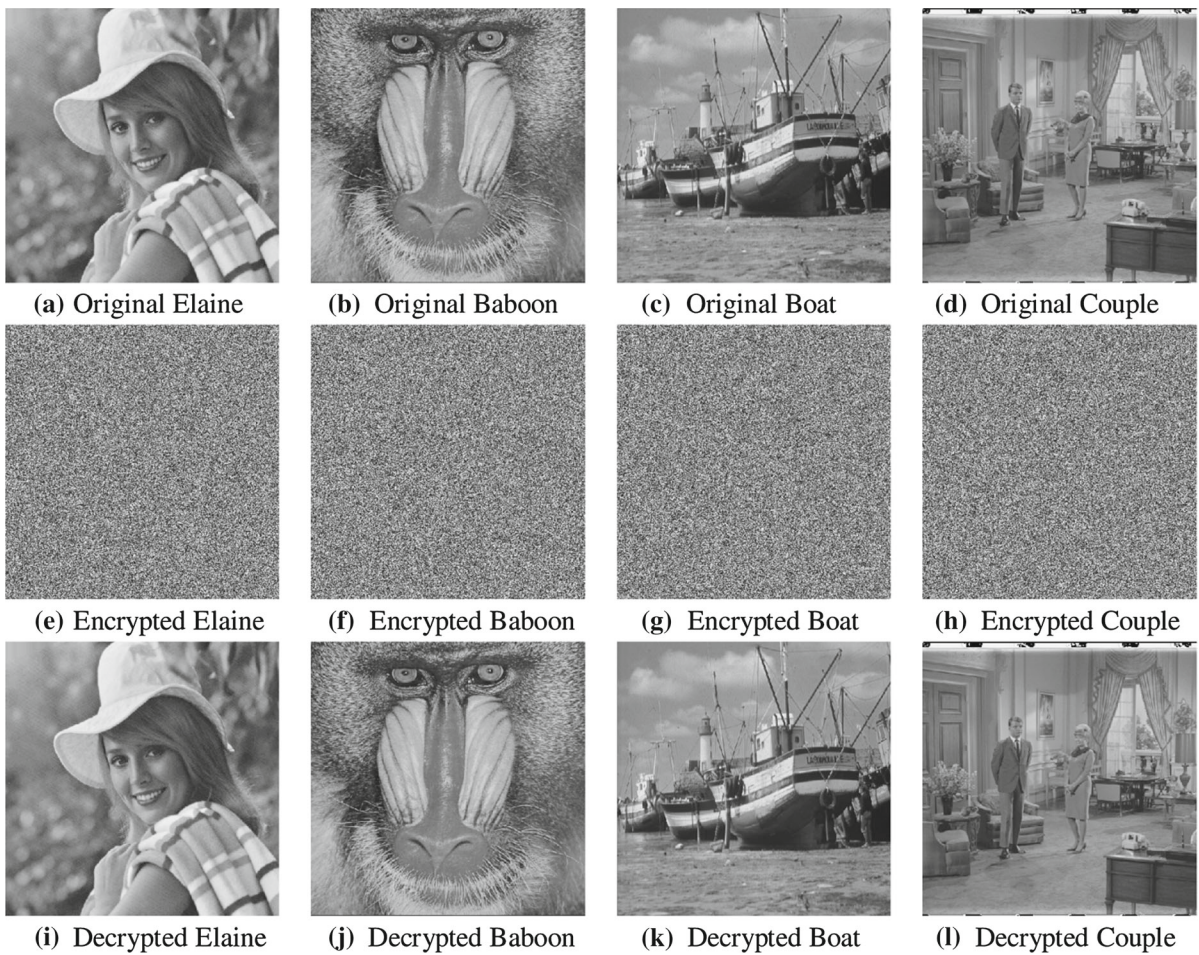 (a) Original Elaine
(b) Original Baboon
(c) Original Boat
(d) Original Couple
(e) Encrypted Elaine
(f) Encrypted Baboon
(g) Encrypted Boat
(h) Encrypted Couple
(i) Decrypted Elaine
(j) Decrypted Baboon
(k) Decrypted Boat
(l) Decrypted Couple